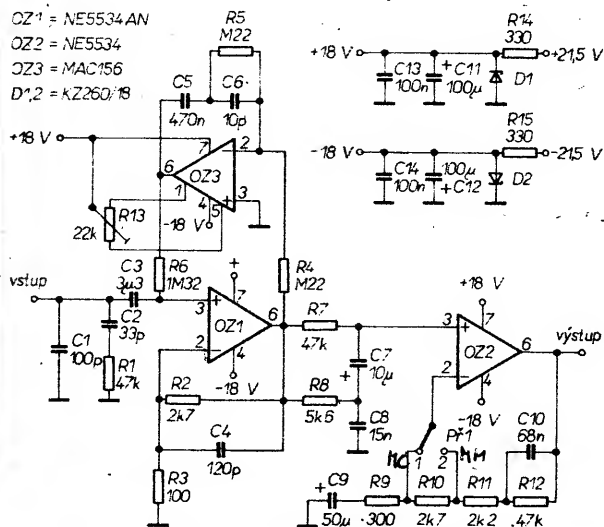 OZ1 = NE5534AN
OZ2 = NE5534
OZ3 = MAC156
D1,2 = KZ260/18
R5
M22
C5
470n
C6
10p
+18 V
6
7
2
OZ3
1
4
5
3
-18 V
R13
22k
R14
330
+18 V
+21,5 V
C13
100n
+ C11
100µ
D1
R15
330
-18 V
-21,5 V
C14
100n
100µ
+ C12
D2
vstup
C3
3µ3
R6
1M32
R4
M22
C2
33p
C1
100p
R1
47k
+
7
3
OZ1
6
2
4
-18 V
R7
47k
C7
10µ
+
R2
2k7
R8
5k6
C8
15n
C4
120p
R3
100
+18 V
7
3
OZ2
6
2
4
-18 V
výstup
C10
68n
Př1
MC
1
2
MM
+ C9
50µ
R9
300
R10
2k7
R11
2k2
R12
47k